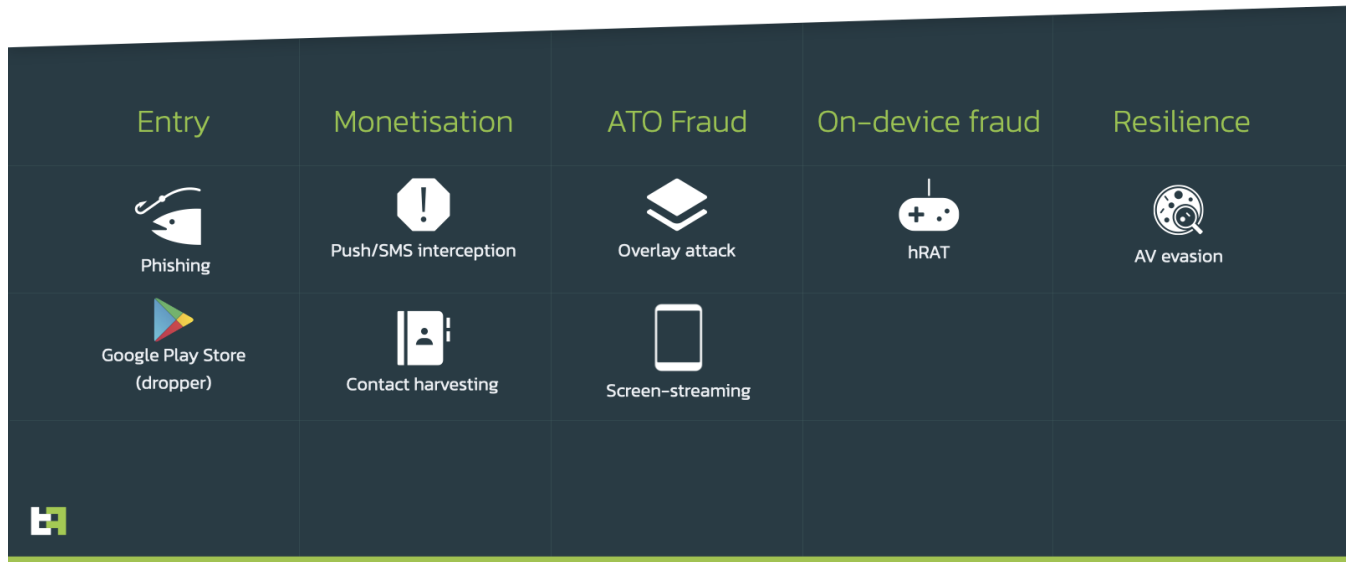 Entry
Monetisation
ATO Fraud
On-device fraud
Resilience
Phishing
Push/SMS interception
Overlay attack
hRAT
AV evasion
Google Play Store
(dropper)
Contact harvesting
Screen-streaming